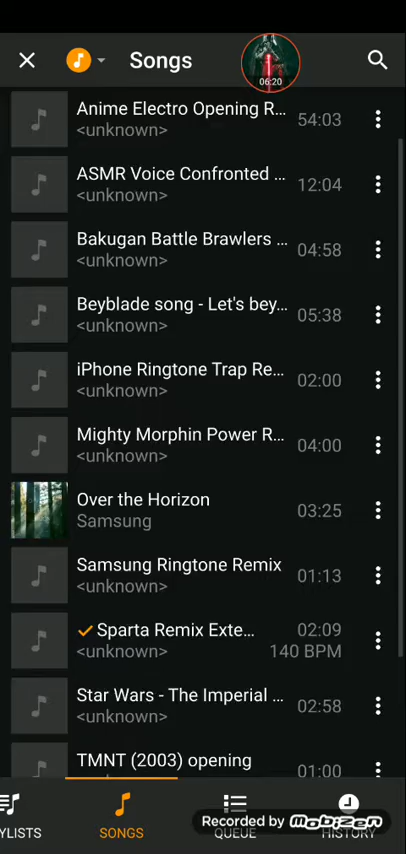 Songs
06:20
Anime Electro Opening R...
<unknown>
54:03
ASMR Voice Confronted ...
<unknown>
12:04
Bakugan Battle Brawlers ...
<unknown>
04:58
Beyblade song - Let's bey...
<unknown>
05:38
iPhone Ringtone Trap Re...
<unknown>
02:00
Mighty Morphin Power R...
<unknown>
04:00
Over the Horizon
Samsung
03:25
Samsung Ringtone Remix
<unknown>
01:13
Sparta Remix Exte...
02:09
<unknown>
140 BPM
Star Wars - The Imperial ...
<unknown>
02:58
TMNT (2003) opening
01:00
YLISTS
SONGS
QUEUE
HISTORY
Recorded by Mobizen